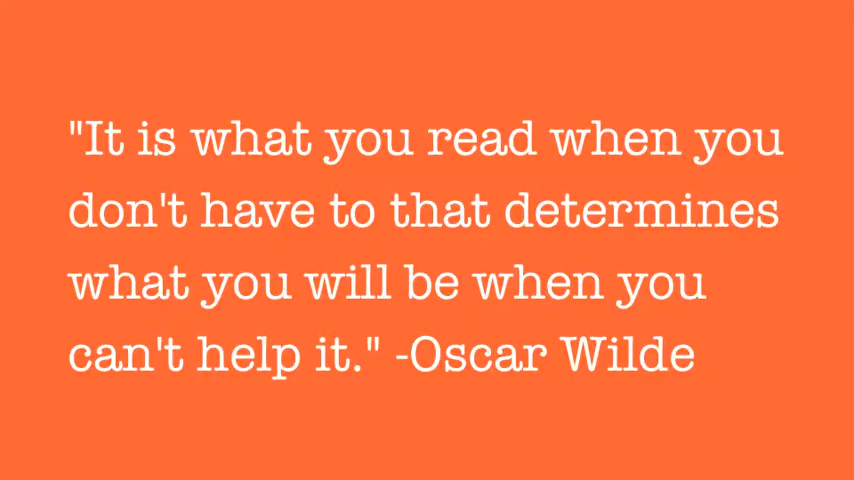 "It is what you read when you
don't have to that determines
what you will be when you
can't help it." -Oscar Wilde